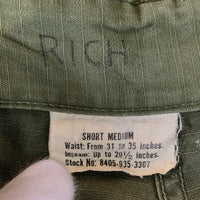 RICH
SHORT MEDIUM
Waist: From 31 to 35 inches.
Inseam: Up to 29½ inches.
Stock No: 8405-935-3307